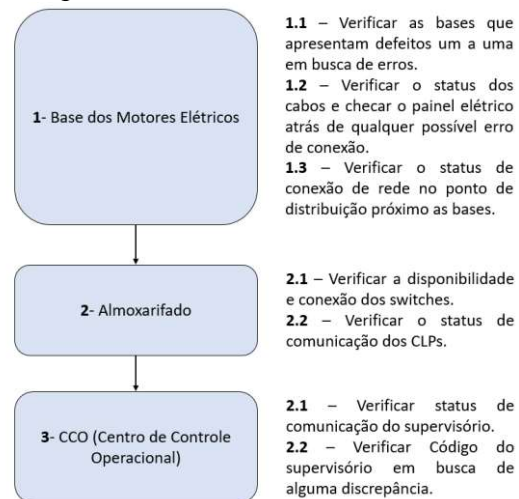 1.1 – Verificar as bases que
apresentam defeitos um a uma
em busca de erros.
1.2 – Verificar o status dos
cabos e checar o painel elétrico
atrás de qualquer possível erro
de conexão.
1.3 – Verificar o status de
conexão de rede no ponto de
distribuição próximo as bases.
1- Base dos Motores Elétricos
2- Almoxarifado
2.1 – Verificar a disponibilidade
e conexão dos switches.
2.2 – Verificar o status de
comunicação dos CLPs.
3- CCO (Centro de Controle
Operacional)
2.1 – Verificar status de
comunicação do supervisório.
2.2 – Verificar Código do
supervisório em busca de
alguma discrepância.